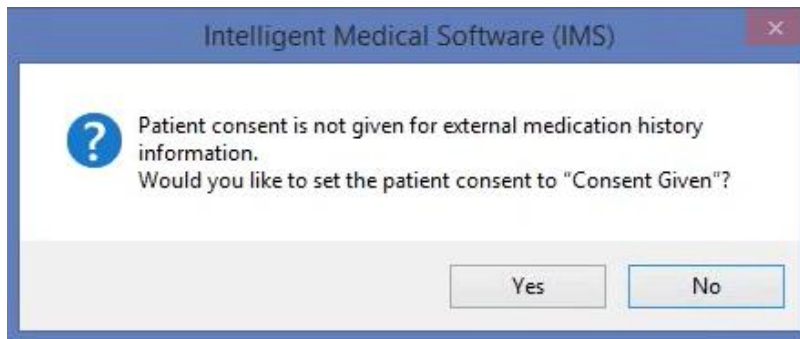 Intelligent Medical Software (IMS)
Patient consent is not given for external medication history
information.
Would you like to set the patient consent to "Consent Given"?
Yes
No